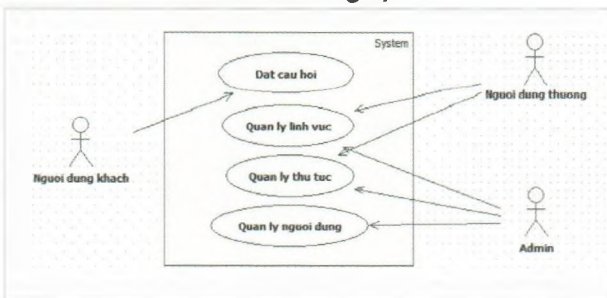 System
Dat cau hoi
Nguoi dung thuong
Quan ly linh vuc
Nguoi dung khach
Quan ly thu tuc
Quan ly nguoi dung
Admin